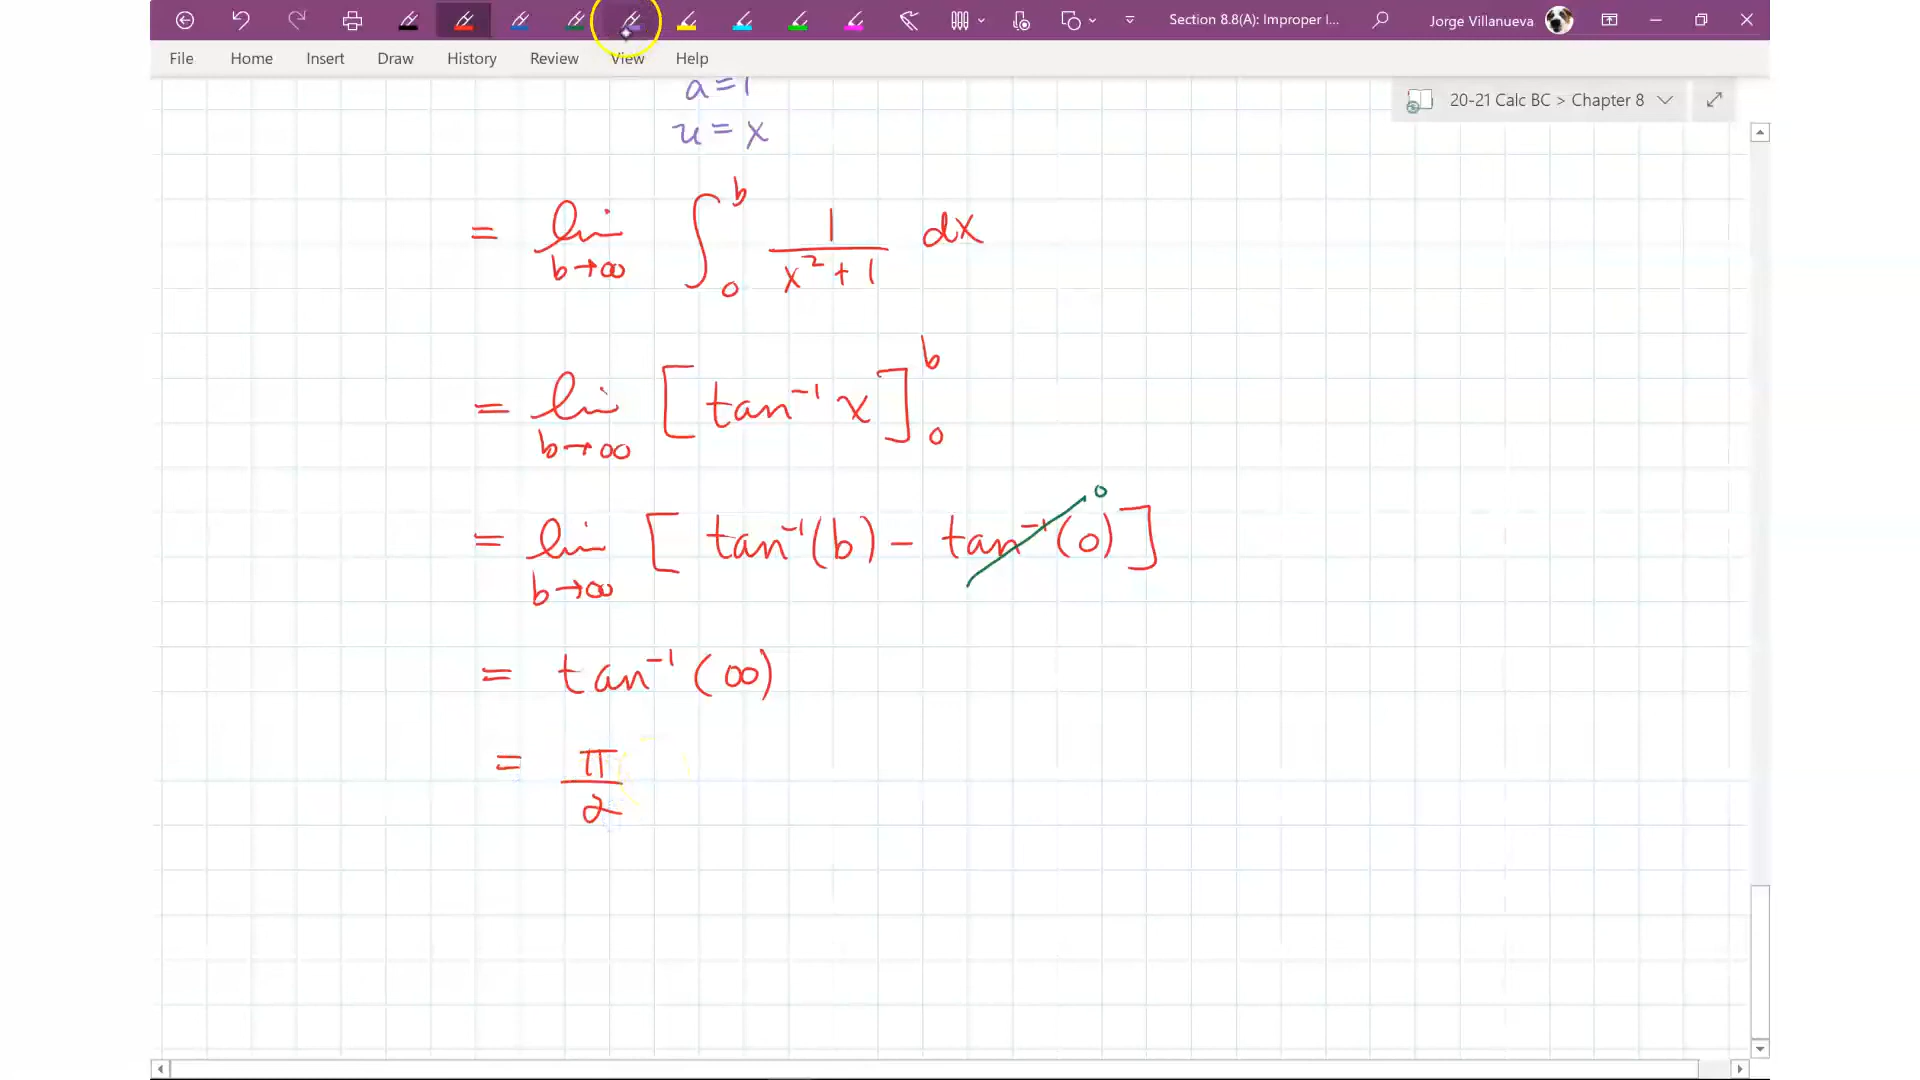 Section 8.8(A): Improper I...
Jorge Villanueva
File Home Insert Draw History Review View Help
20-21 Calc BC > Chapter 8
a = 1
u = x
= lim b→∞ ∫₀ᵇ 1/(x² + 1) dx
= lim b→∞ [tan⁻¹ x]₀ᵇ
= lim b→∞ [tan⁻¹(b) − tan⁻¹(0)] 0
= tan⁻¹(∞)
= π/2